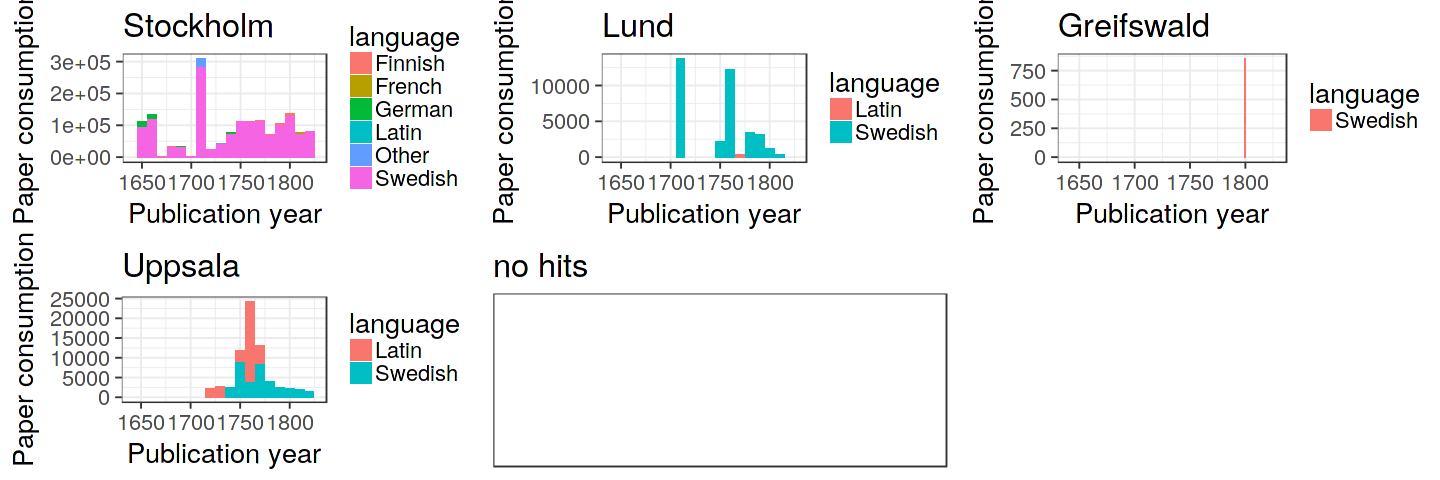 Stockholm
Paper consumption
3e+05
2e+05
1e+05
0e+00
1650 1700 1750 1800
Publication year
language
Finnish
French
German
Latin
Other
Swedish
Lund
Paper consumption
10000
5000
0
1650 1700 1750 1800
Publication year
language
Latin
Swedish
Greifswald
Paper consumption
750
500
250
0
1650 1700 1750 1800
Publication year
language
Swedish
Uppsala
Paper consumption
25000
20000
15000
10000
5000
0
1650 1700 1750 1800
Publication year
language
Latin
Swedish
no hits